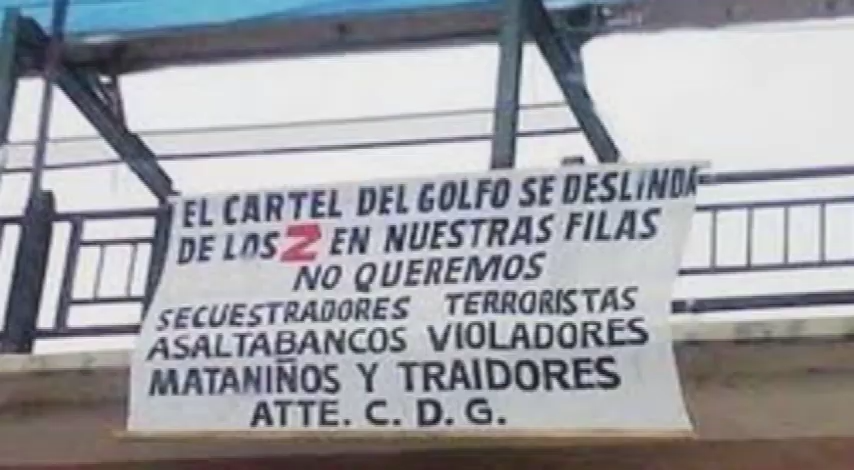 EL CARTEL DEL GOLFO SE DESLINDA
DE LOS Z EN NUESTRAS FILAS
NO QUEREMOS
SECUESTRADORES TERRORISTAS
ASALTABANCOS VIOLADORES
MATANIÑOS Y TRAIDORES
ATTE. C. D. G.